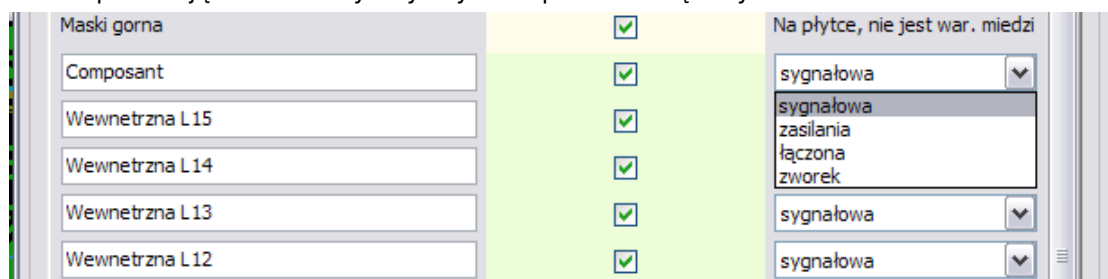 Maski gorna Na płytce, nie jest war. miedzi
Composant sygnałowa
sygnałowa
Wewnetrzna L15 zasilania
łączona
Wewnetrzna L14 zworek
Wewnetrzna L13 sygnałowa
Wewnetrzna L12 sygnałowa